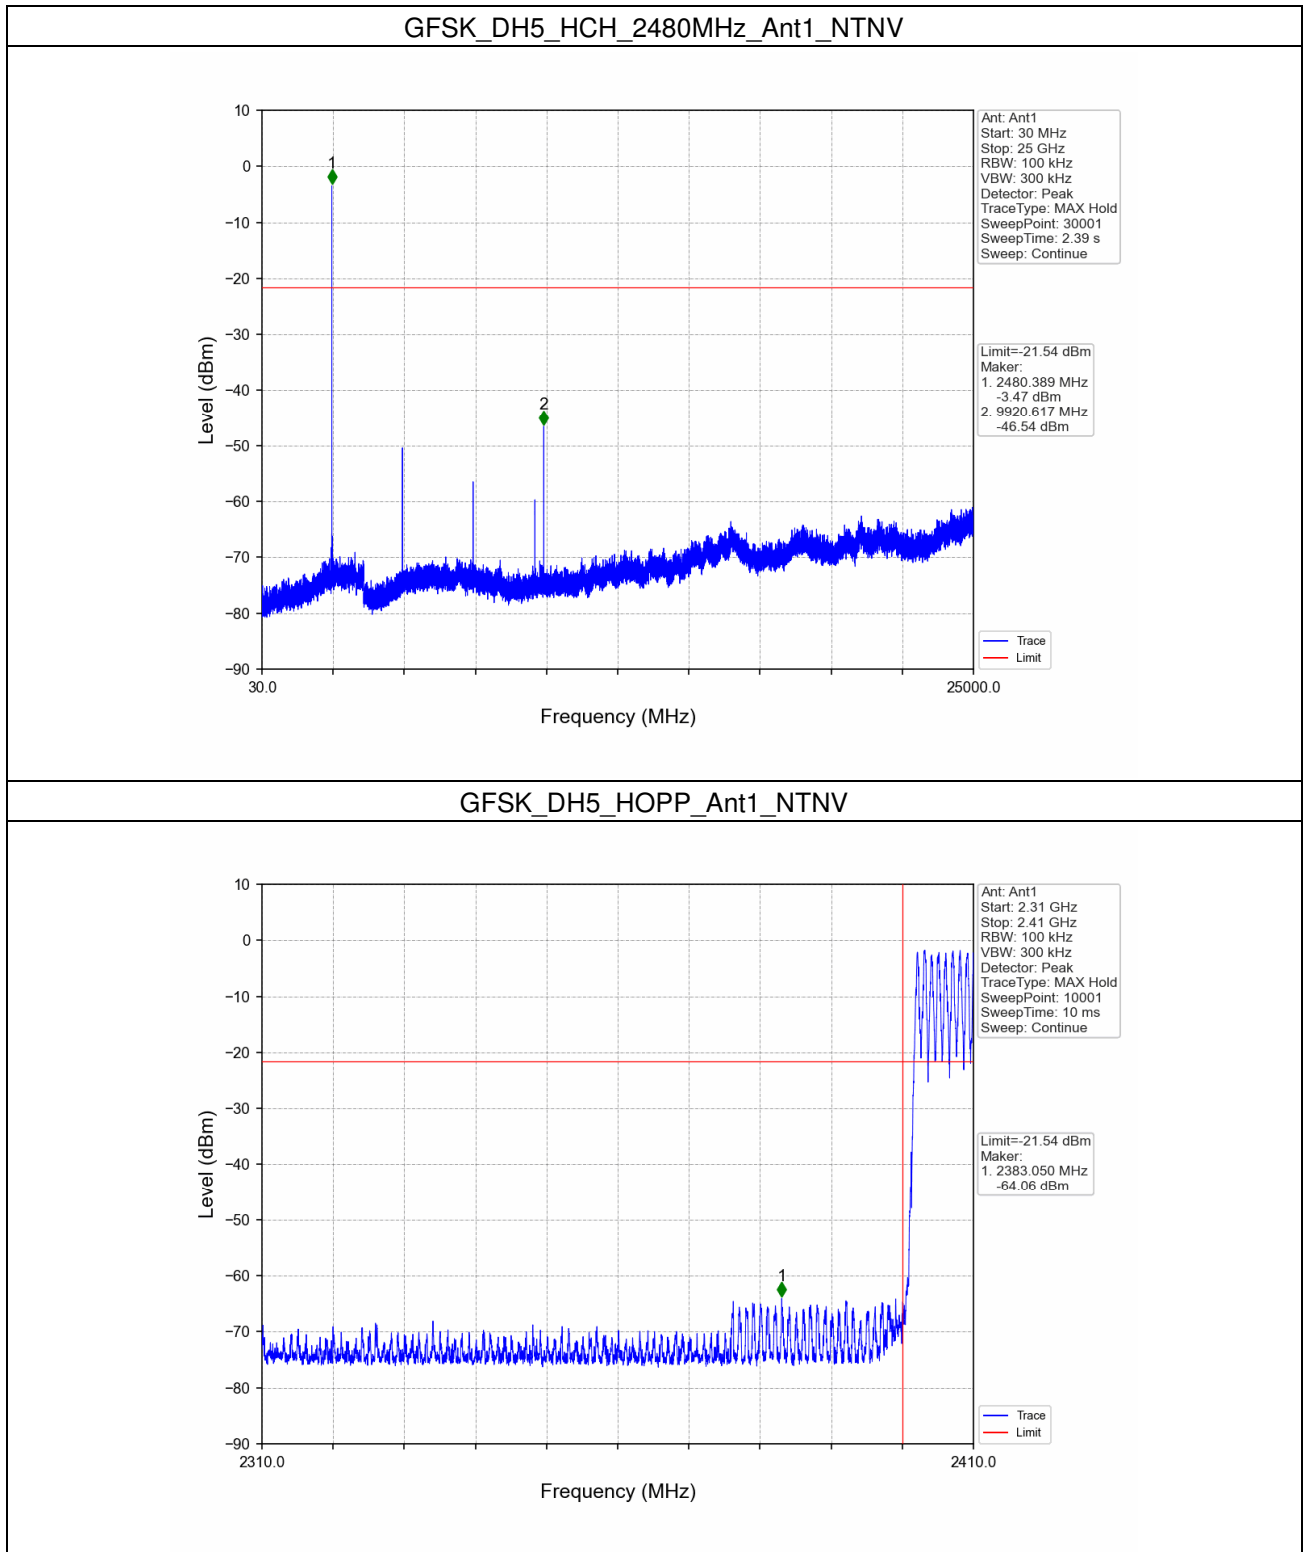 GFSK_DH5_HCH_2480MHz_Ant1_NTNV
10
0
−10
−20
−30
−40
−50
−60
−70
−80
−90
Level (dBm)
1
2
30.0
25000.0
Frequency (MHz)
Ant: Ant1
Start: 30 MHz
Stop: 25 GHz
RBW: 100 kHz
VBW: 300 kHz
Detector: Peak
TraceType: MAX Hold
SweepPoint: 30001
SweepTime: 2.39 s
Sweep: Continue
Limit=-21.54 dBm
Maker:
1. 2480.389 MHz
-3.47 dBm
2. 9920.617 MHz
-46.54 dBm
Trace
Limit
GFSK_DH5_HOPP_Ant1_NTNV
10
0
−10
−20
−30
−40
−50
−60
−70
−80
−90
Level (dBm)
1
2310.0
2410.0
Frequency (MHz)
Ant: Ant1
Start: 2.31 GHz
Stop: 2.41 GHz
RBW: 100 kHz
VBW: 300 kHz
Detector: Peak
TraceType: MAX Hold
SweepPoint: 10001
SweepTime: 10 ms
Sweep: Continue
Limit=-21.54 dBm
Maker:
1. 2383.050 MHz
-64.06 dBm
Trace
Limit